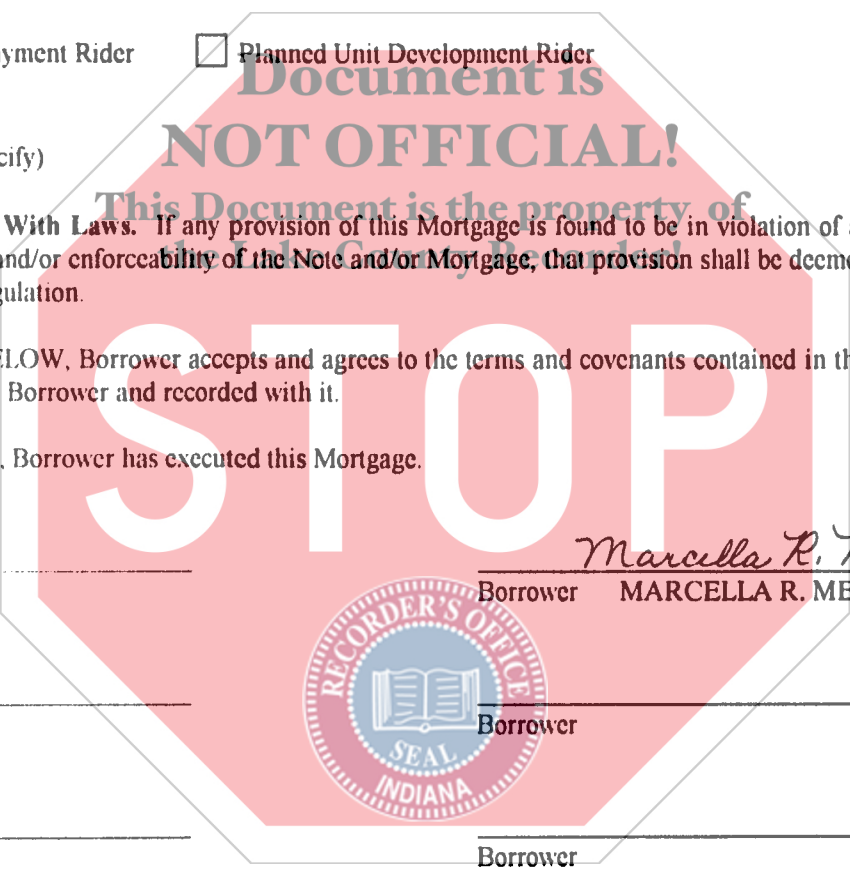 yment Rider Planned Unit Development Rider
Document is
NOT OFFICIAL!
cify)
This Document is the property of
With Laws. If any provision of this Mortgage is found to be in violation of
the Lake County Recorder!
and/or enforceability of the Note and/or Mortgage, that provision shall be deem
gulation.
ELOW, Borrower accepts and agrees to the terms and covenants contained in th
Borrower and recorded with it.
, Borrower has executed this Mortgage.
STOP
Marcella R.
Borrower MARCELLA R. ME
RECORDER'S OFFICE
Borrower
SEAL
INDIANA
Borrower